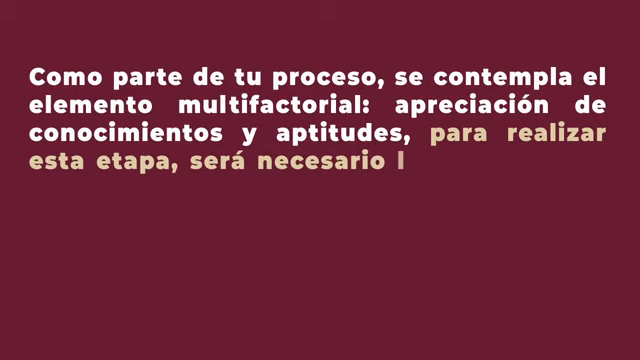 Como parte de tu proceso, se contempla el
elemento multifactorial: apreciación de
conocimientos y aptitudes, para realizar
esta etapa, será necesario l